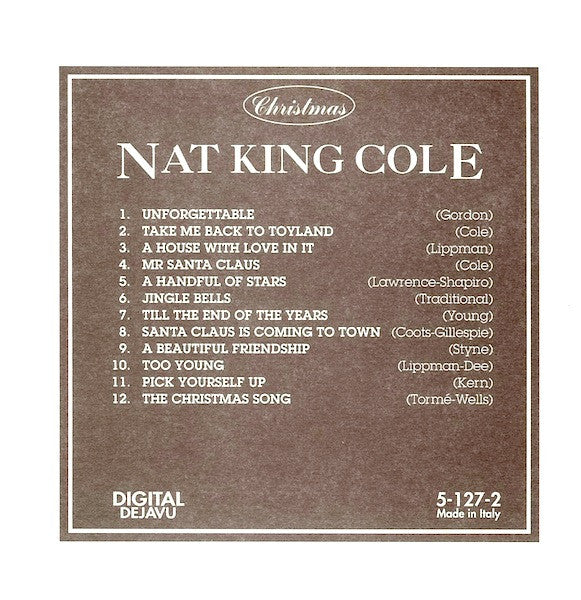 Christmas
NAT KING COLE
1. UNFORGETTABLE (Gordon)
2. TAKE ME BACK TO TOYLAND (Cole)
3. A HOUSE WITH LOVE IN IT (Lippman)
4. MR SANTA CLAUS (Cole)
5. A HANDFUL OF STARS (Lawrence-Shapiro)
6. JINGLE BELLS (Traditional)
7. TILL THE END OF THE YEARS (Young)
8. SANTA CLAUS IS COMING TO TOWN (Coots-Gillespie)
9. A BEAUTIFUL FRIENDSHIP (Styne)
10. TOO YOUNG (Lippman-Dee)
11. PICK YOURSELF UP (Kern)
12. THE CHRISTMAS SONG (Tormé-Wells)
DIGITAL 5-127-2
DEJAVU Made in Italy